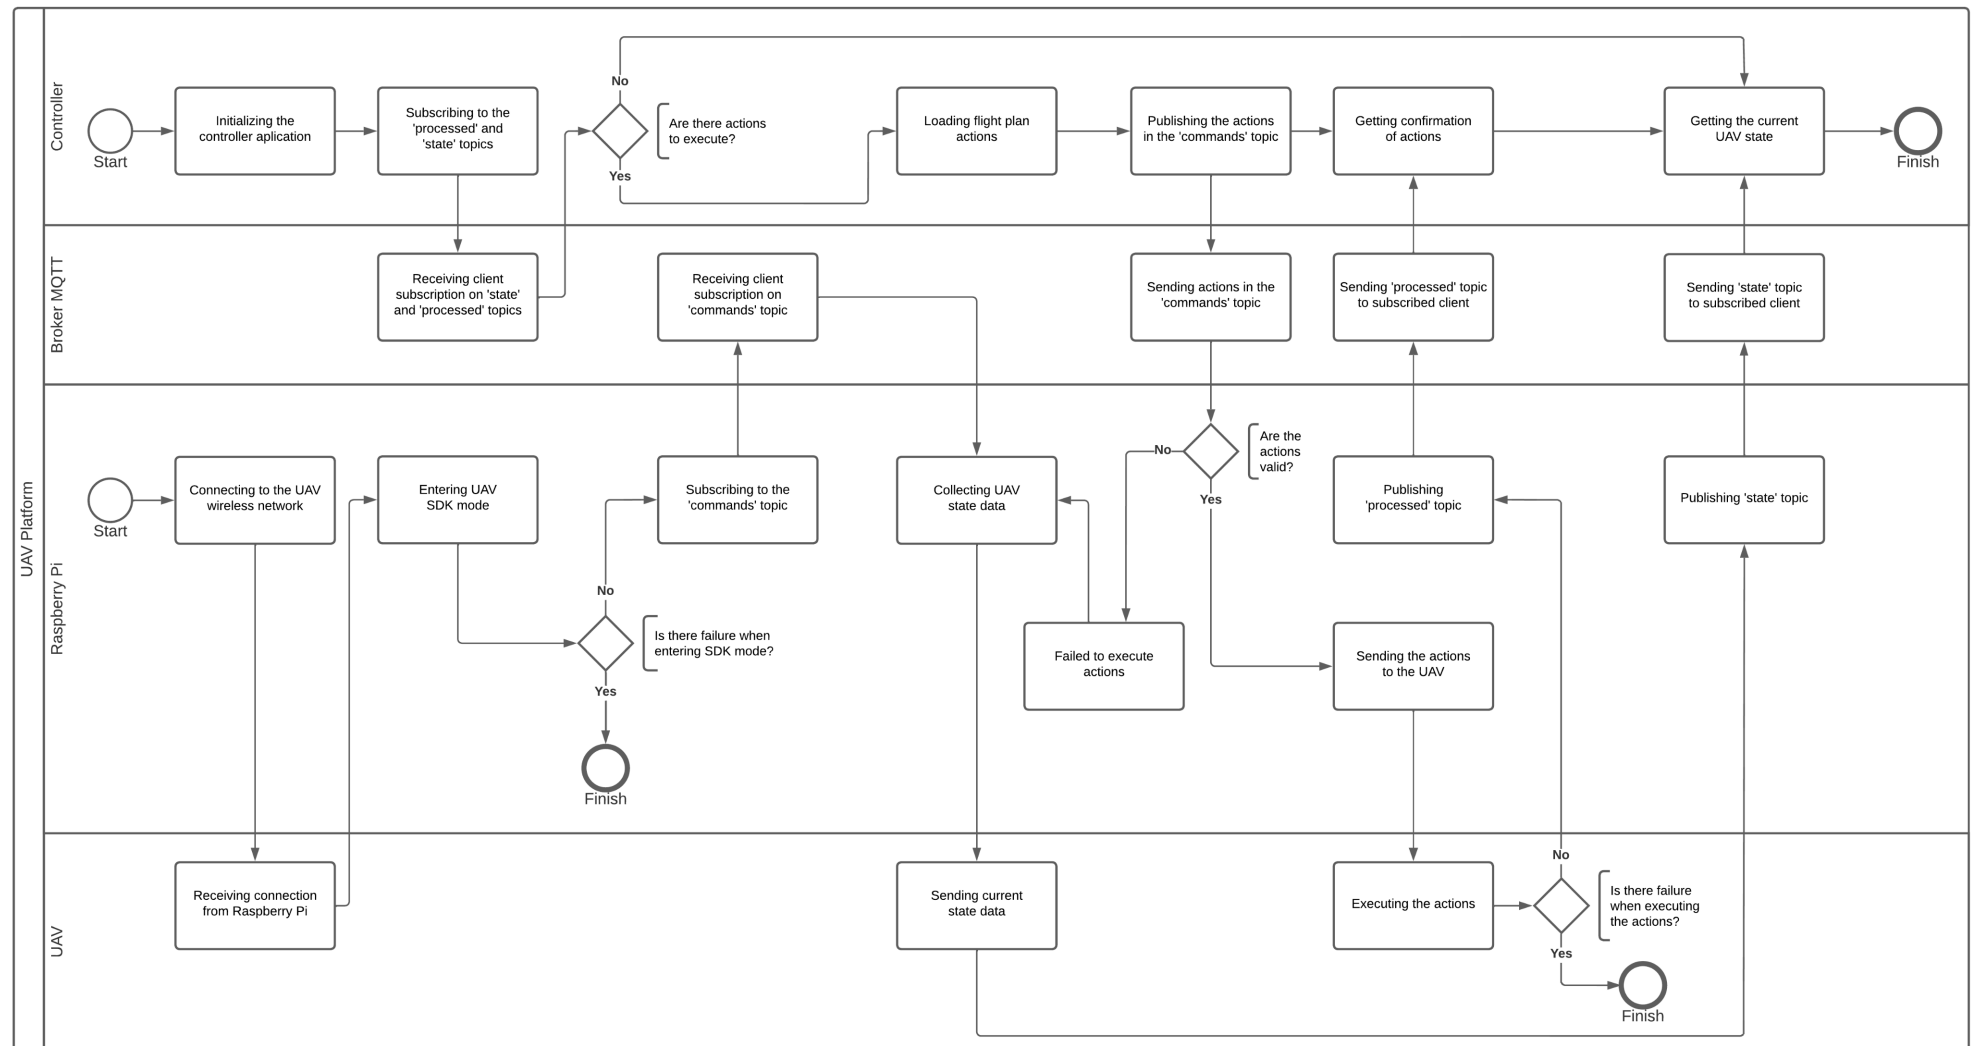 UAV Platform
Controller
Start
Initializing the
controller aplication
Subscribing to the
'processed' and
'state' topics
No
Are there actions
to execute?
Yes
Loading flight plan
actions
Publishing the actions
in the 'commands' topic
Getting confirmation
of actions
Getting the current
UAV state
Finish
Broker MQTT
Receiving client
subscription on 'state'
and 'processed' topics
Receiving client
subscription on
'commands' topic
Sending actions in the
'commands' topic
Sending 'processed' topic
to subscribed client
Sending 'state' topic
to subscribed client
Raspberry Pi
Start
Connecting to the UAV
wireless network
Entering UAV
SDK mode
No
Is there failure when
entering SDK mode?
Yes
Finish
Subscribing to the
'commands' topic
Collecting UAV
state data
No
Are the
actions
valid?
Yes
Failed to execute
actions
Sending the actions
to the UAV
Publishing
'processed' topic
Publishing 'state' topic
UAV
Receiving connection
from Raspberry Pi
Sending current
state data
Executing the actions
No
Is there failure
when executing
the actions?
Yes
Finish